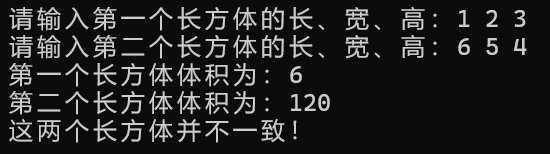 请输入第一个长方体的长、宽、高：1 2 3
请输入第二个长方体的长、宽、高：6 5 4
第一个长方体体积为：6
第二个长方体体积为：120
这两个长方体并不一致！